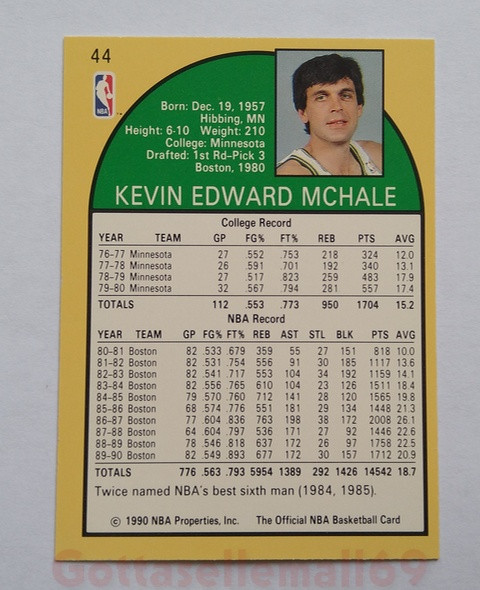 44
NBA
Born: Dec. 19, 1957
Hibbing, MN
Height: 6-10 Weight: 210
College: Minnesota
Drafted: 1st Rd-Pick 3
Boston, 1980
KEVIN EDWARD MCHALE
College Record
YEAR TEAM GP FG% FT% REB PTS AVG
76-77 Minnesota 27 .552 .753 218 324 12.0
77-78 Minnesota 26 .591 .701 192 340 13.1
78-79 Minnesota 27 .517 .823 259 483 17.9
79-80 Minnesota 32 .567 .794 281 557 17.4
TOTALS 112 .553 .773 950 1704 15.2
NBA Record
YEAR TEAM GP FG% FT% REB AST STL BLK PTS AVG
80-81 Boston 82 .533 .679 359 55 27 151 818 10.0
81-82 Boston 82 .531 .754 556 91 30 185 1117 13.6
82-83 Boston 82 .541 .717 553 104 34 192 1159 14.1
83-84 Boston 82 .556 .765 610 104 23 126 1511 18.4
84-85 Boston 79 .570 .760 712 141 28 120 1565 19.8
85-86 Boston 68 .574 .776 551 181 29 134 1448 21.3
86-87 Boston 77 .604 .836 763 198 38 172 2008 26.1
87-88 Boston 64 .604 .797 536 171 27 92 1446 22.6
88-89 Boston 78 .546 .818 637 172 26 97 1758 22.5
89-90 Boston 82 .549 .893 677 172 30 157 1712 20.9
TOTALS 776 .563 .793 5954 1389 292 1426 14542 18.7
Twice named NBA's best sixth man (1984, 1985).
© 1990 NBA Properties, Inc. The Official NBA Basketball Card
Gottasellemall69